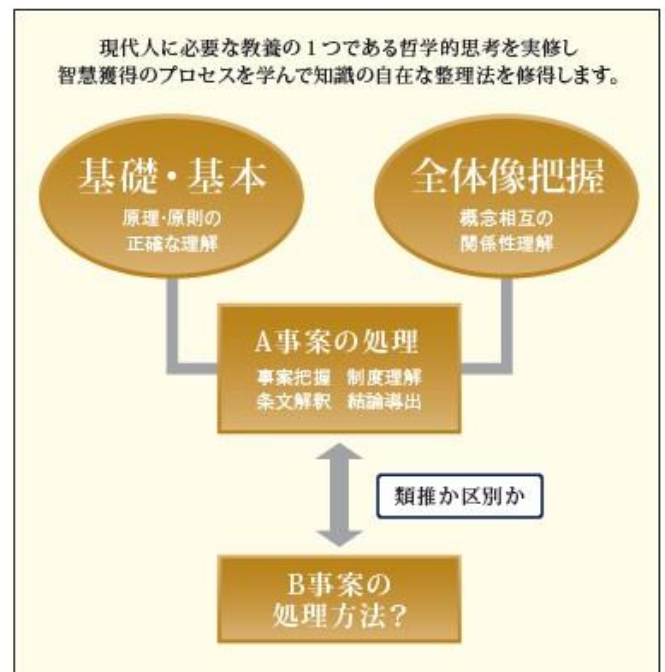 現代人に必要な教養の１つである哲学的思考を実修し
智慧獲得のプロセスを学んで知識の自在な整理法を修得します。
基礎・基本
原理・原則の
正確な理解
全体像把握
概念相互の
関係性理解
A事案の処理
事案把握 制度理解
条文解釈 結論導出
類推か区別か
B事案の
処理方法？